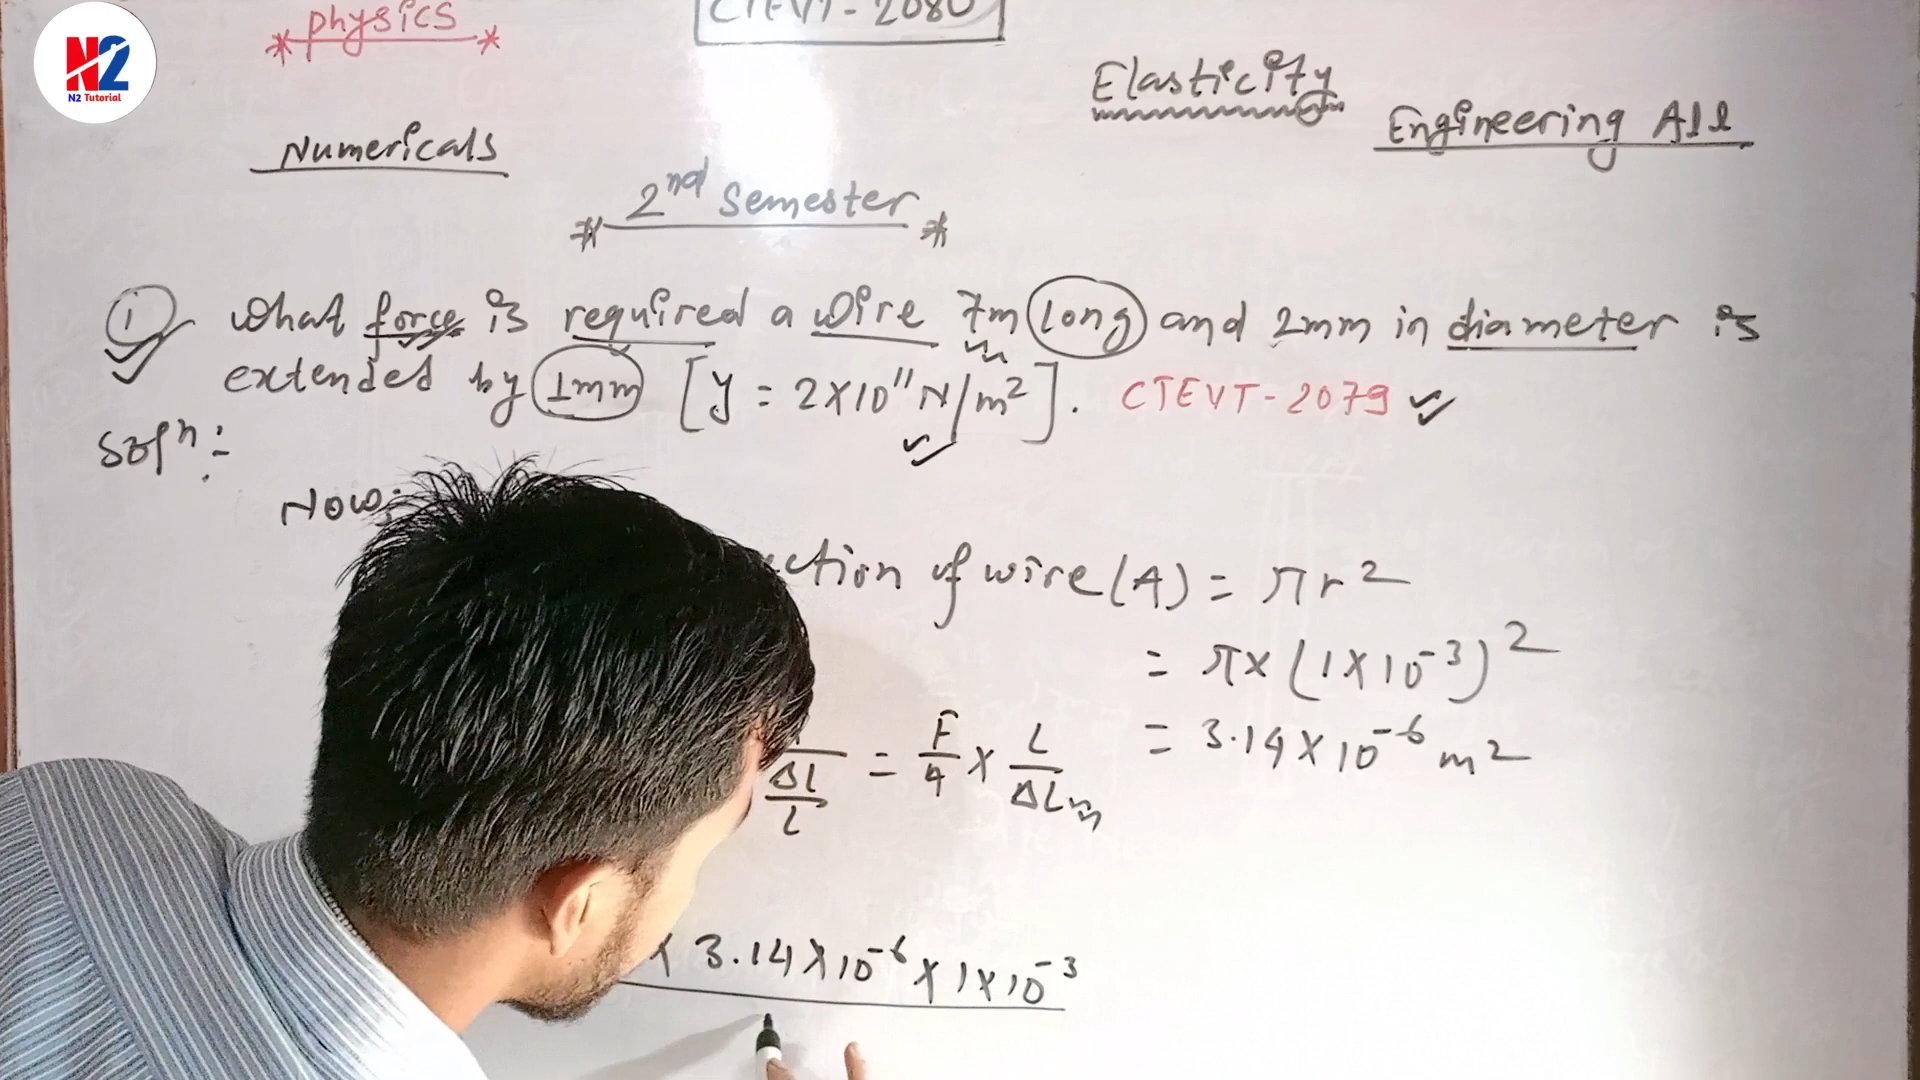 N2
N2 Tutorial
* physics *
CTEVT - 2080
Elasticity
Engineering All
Numericals
* 2nd Semester *
1 What force is required a wire 7m long and 2mm in diameter is
extended by 1mm [y = 2×10¹¹ N/m²]. CTEVT-2079
Solⁿ:-
Now,
ction of wire (A) = πr²
= π×(1×10⁻³)²
= 3.14×10⁻⁶ m²
ΔL/L = F/A × L/ΔL
× 3.14×10⁻⁶ × 1×10⁻³